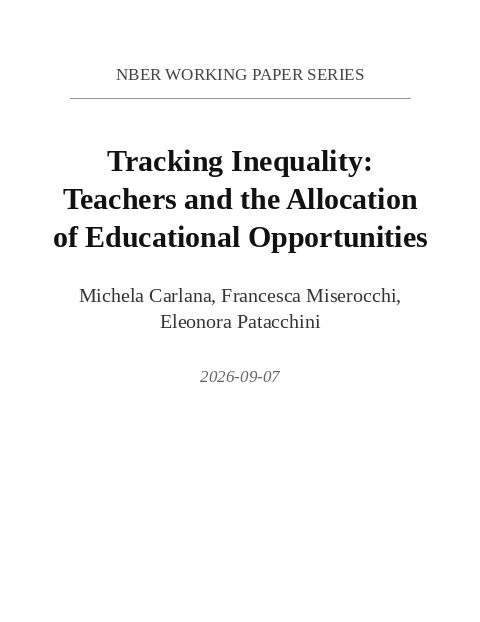 NBER WORKING PAPER SERIES
Tracking Inequality:
Teachers and the Allocation
of Educational Opportunities
Michela Carlana, Francesca Miserocchi,
Eleonora Patacchini
2026-09-07